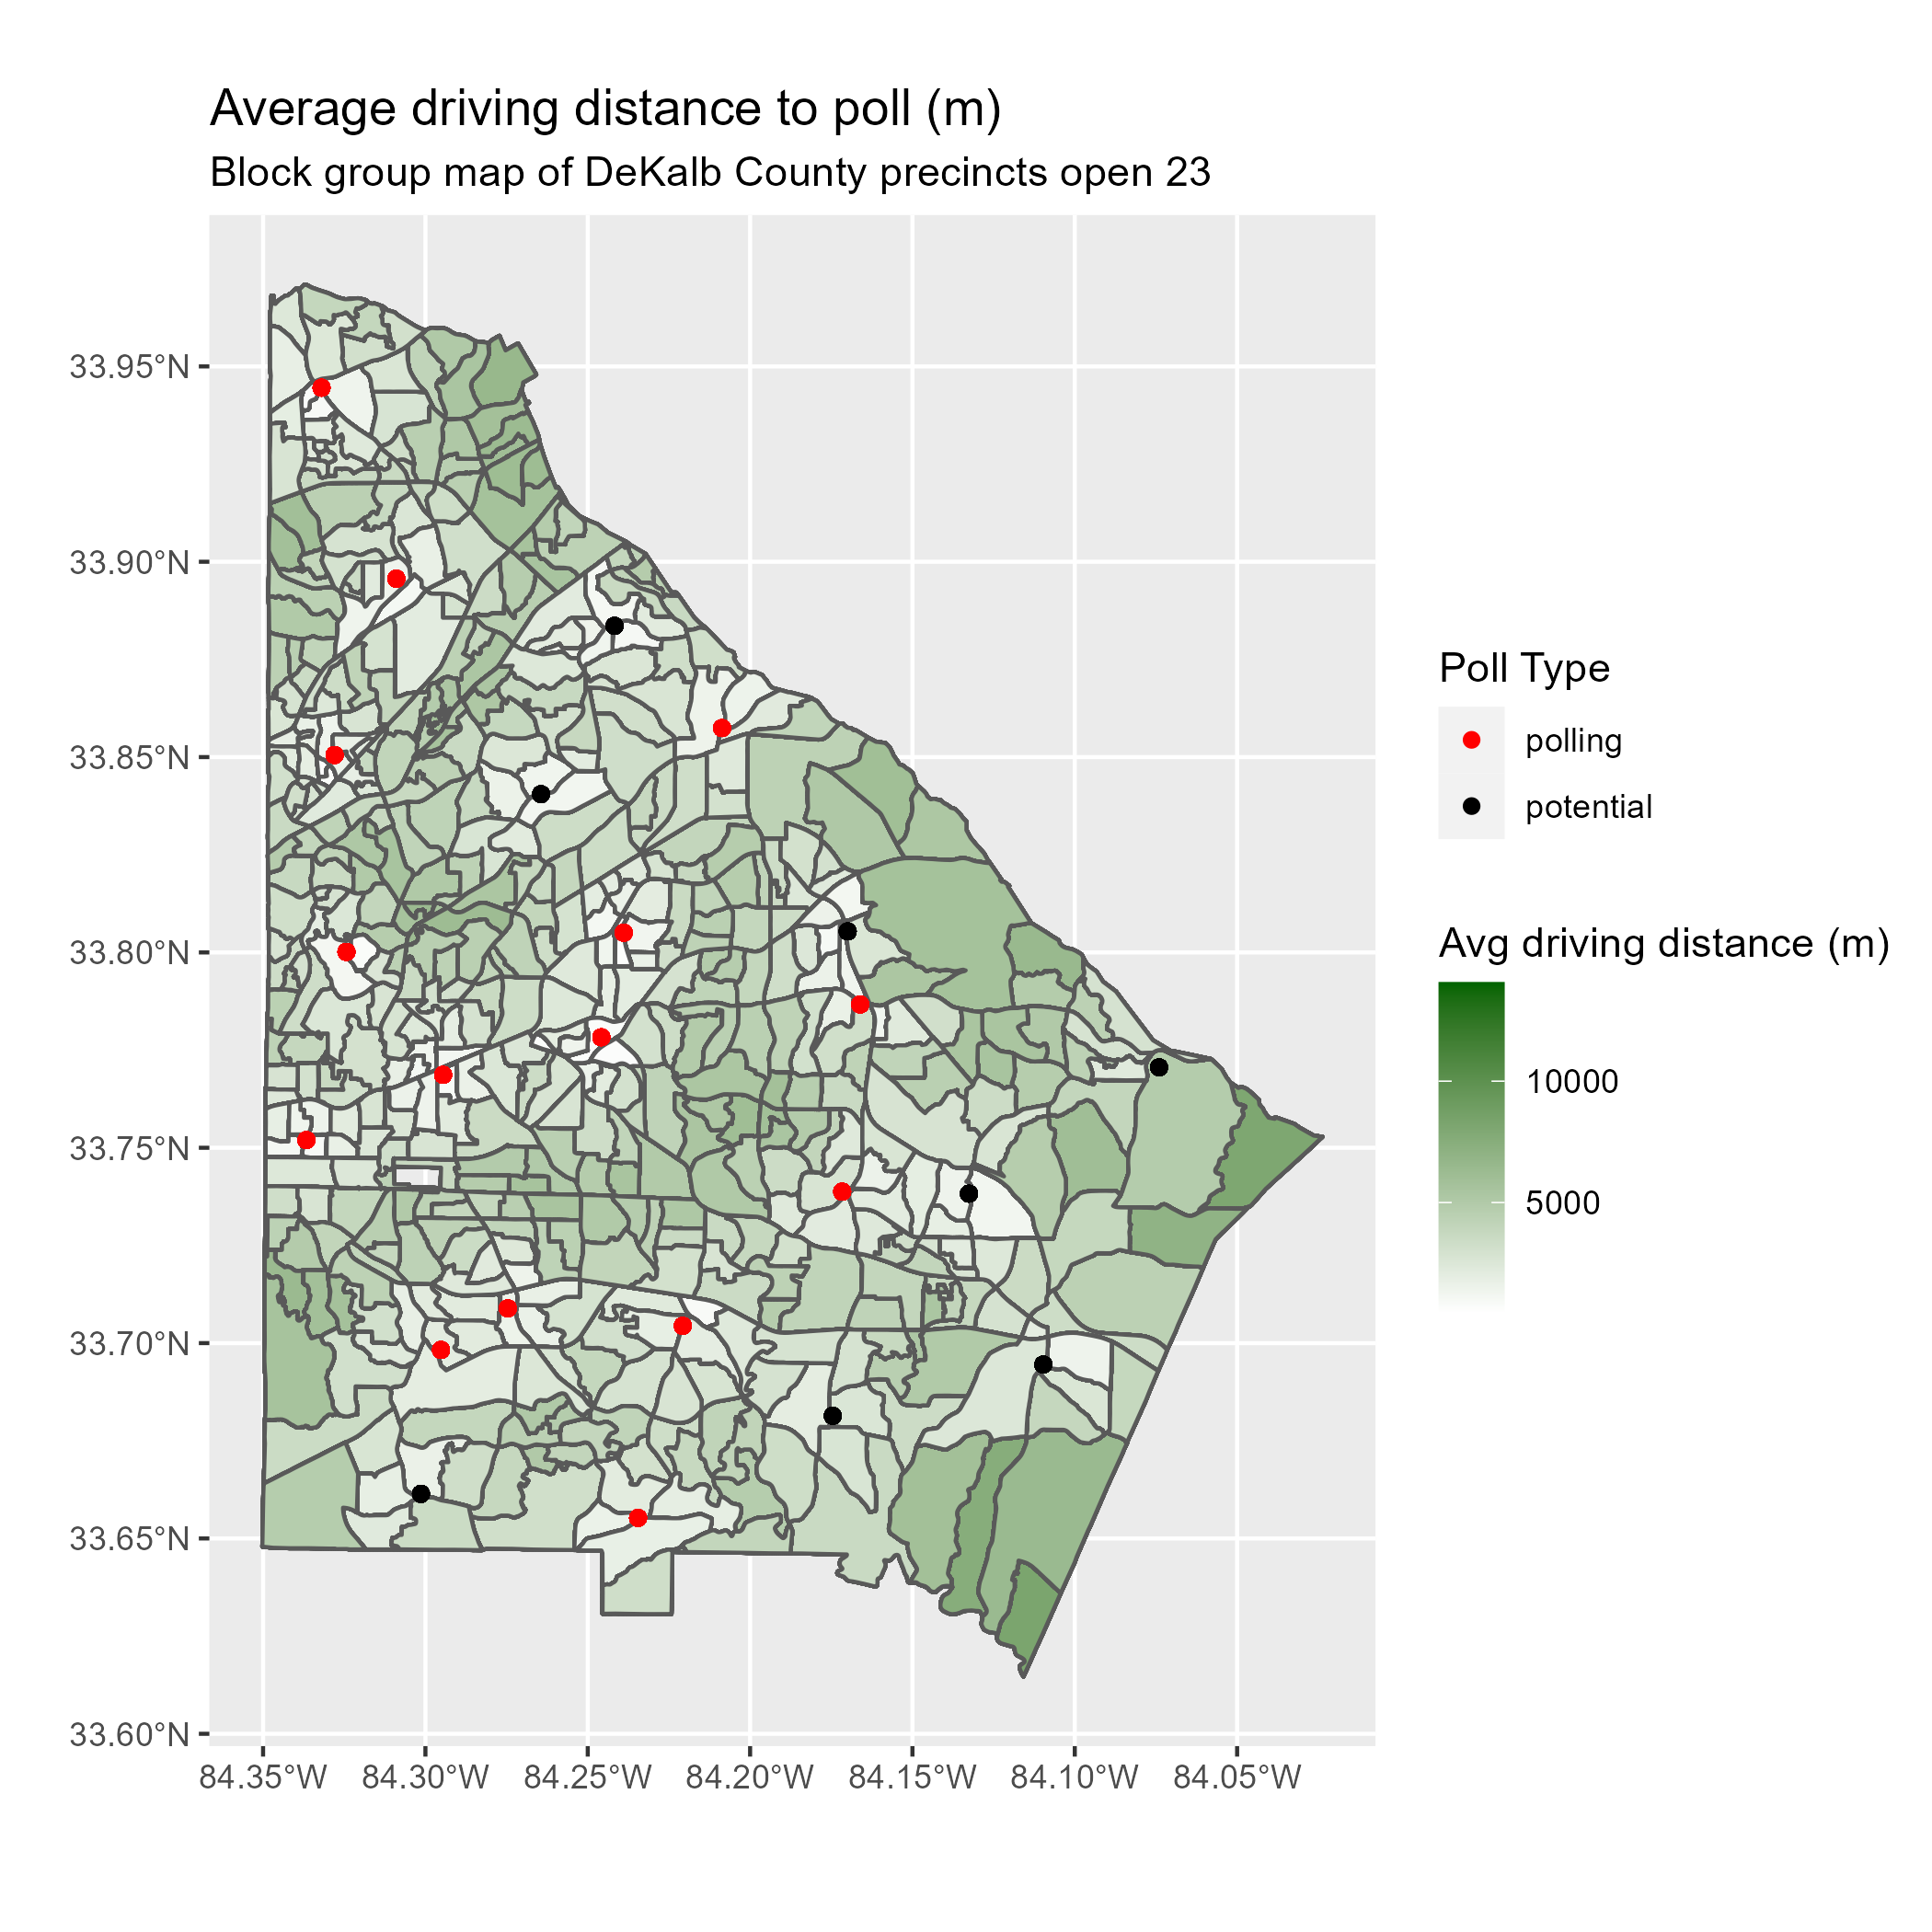 Average driving distance to poll (m)
Block group map of DeKalb County precincts open 23
33.95°N
33.90°N
33.85°N
33.80°N
33.75°N
33.70°N
33.65°N
33.60°N
84.35°W 84.30°W 84.25°W 84.20°W 84.15°W 84.10°W 84.05°W
Poll Type
polling
potential
Avg driving distance (m)
10000
5000